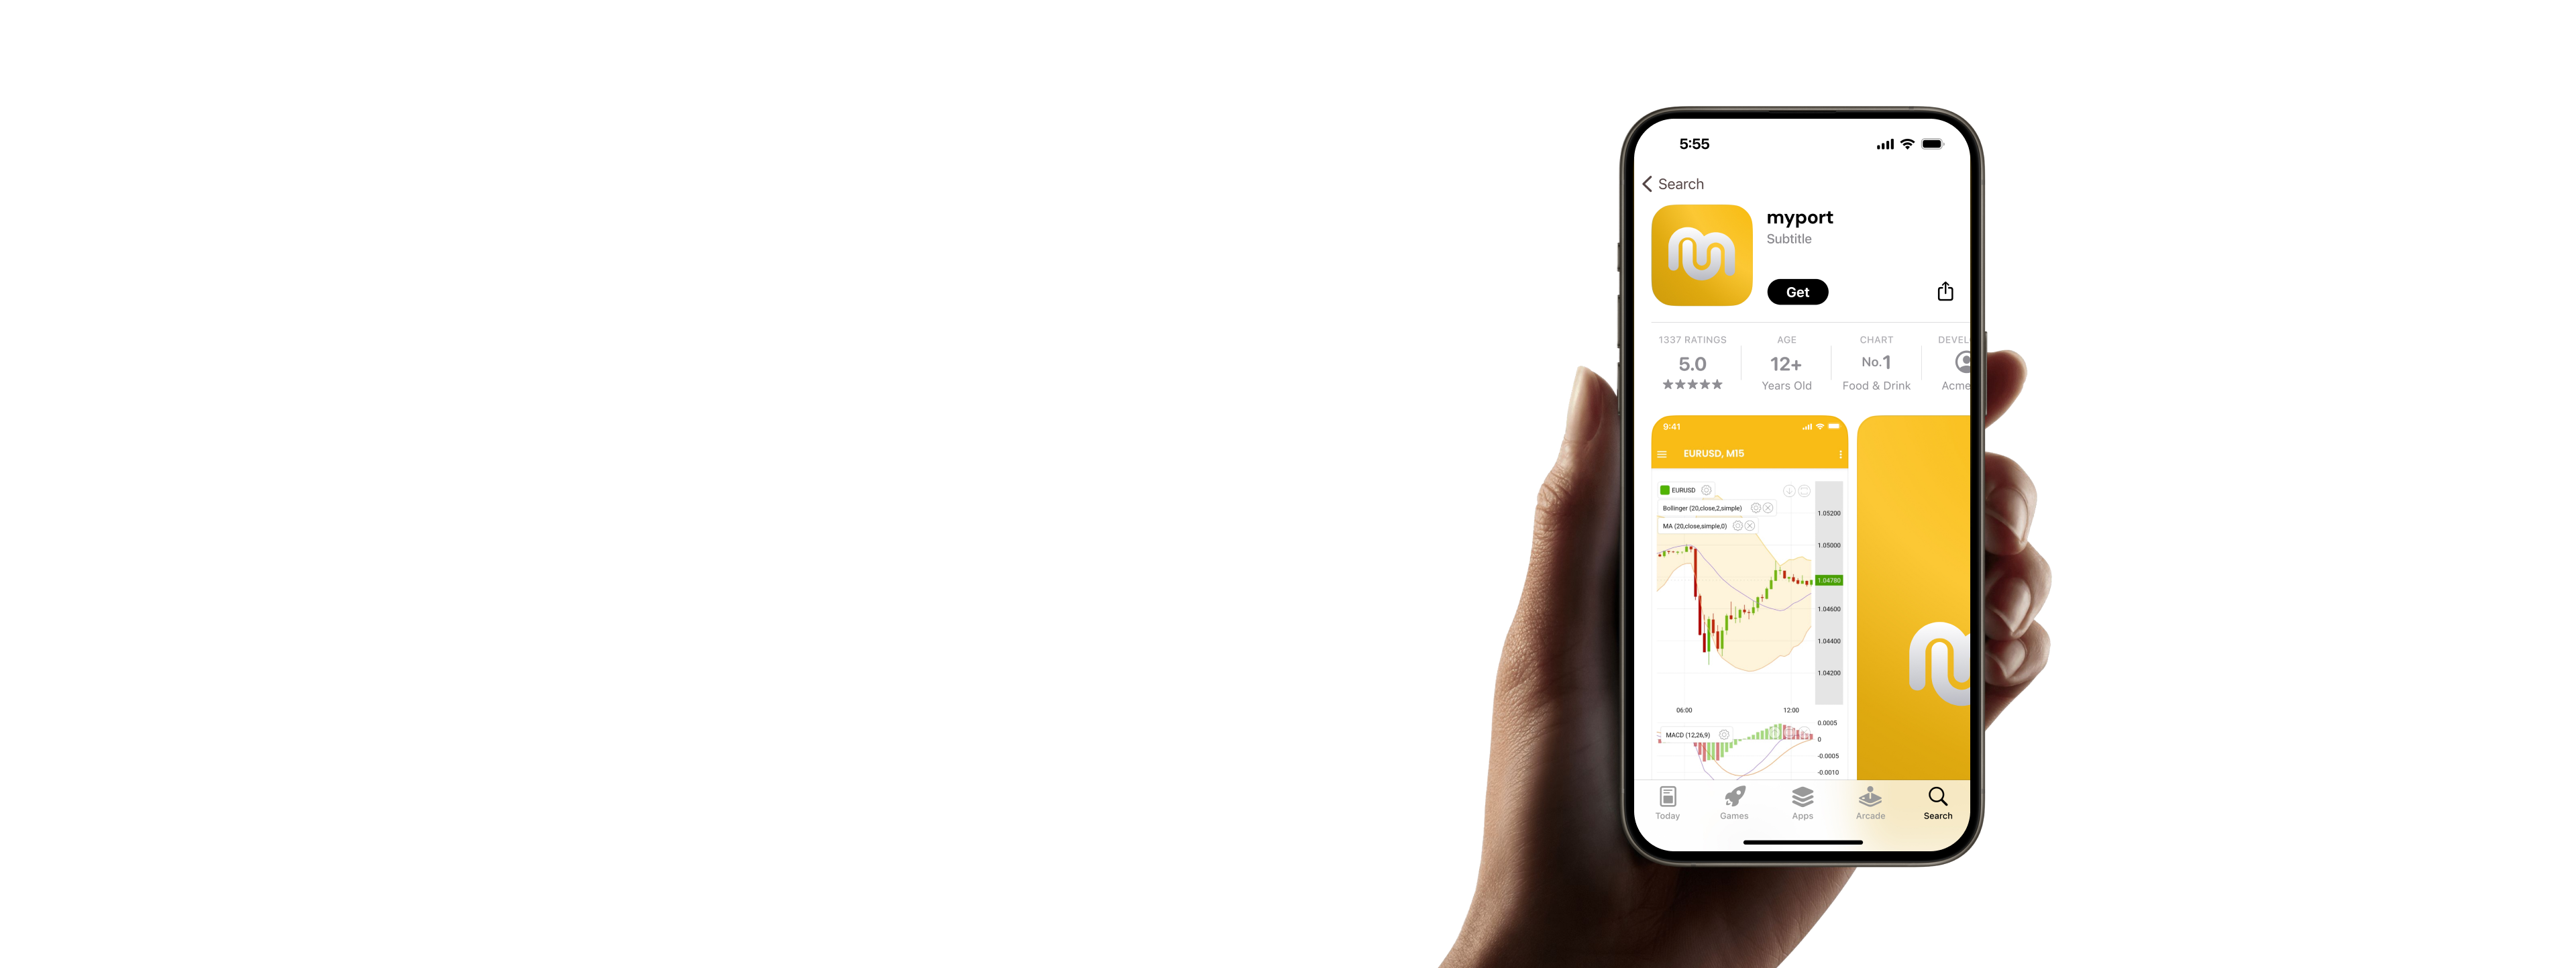 5:55
Search
myport
Subtitle
Get
1337 RATINGS
5.0
AGE
12+
Years Old
CHART
No.1
Food & Drink
DEVEL
Acme
9:41
EURUSD, M15
EURUSD
Bollinger (20,close,2,simple)
MA (20,close,simple,0)
1.05200
1.05000
1.04780
1.04600
1.04400
1.04200
06:00
12:00
MACD (12,26,9)
0.0005
0
-0.0005
-0.0010
Today
Games
Apps
Arcade
Search